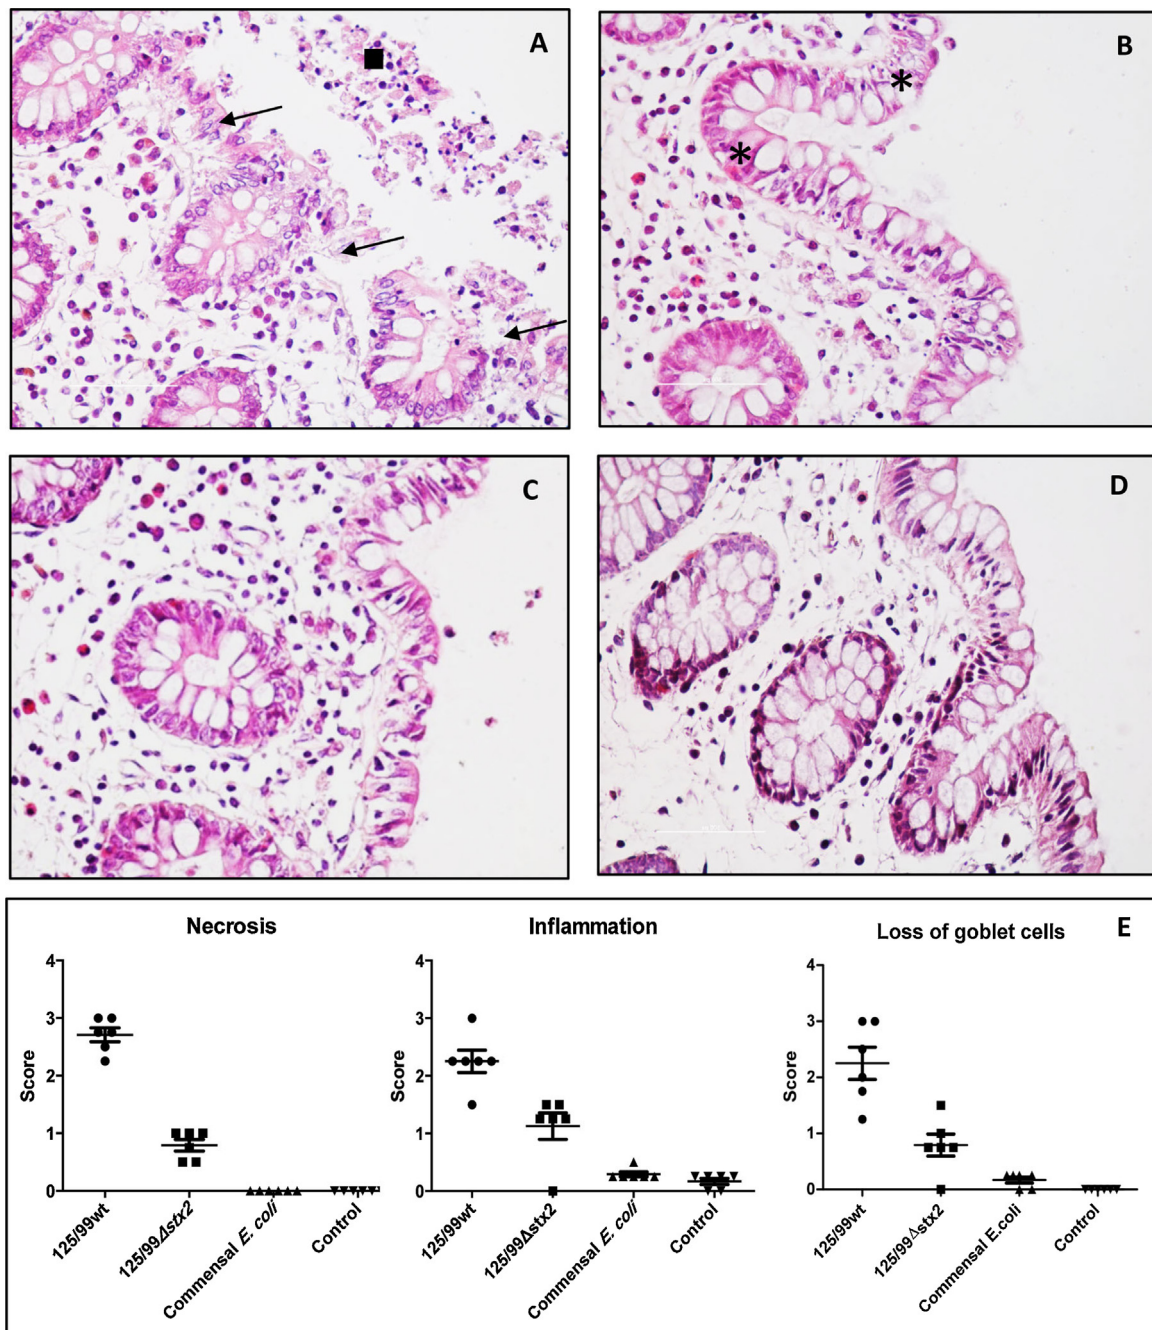 A
B
*
*
C
D
E
Necrosis
Score
4
3
2
1
0
125/99wt
125/99Δstx2
Commensal E. coli
Control
Inflammation
Score
4
3
2
1
0
125/99wt
125/99Δstx2
Commensal E. coli
Control
Loss of goblet cells
Score
4
3
2
1
0
125/99wt
125/99Δstx2
Commensal E.coli
Control